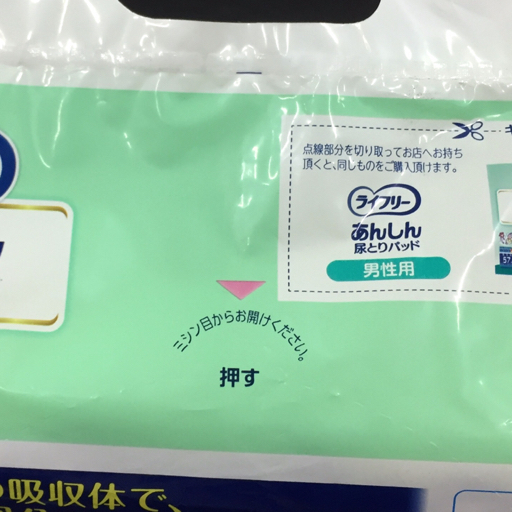 点線部分を切り取ってお店へお持ち
頂くと、同じものをご購入頂けます。
ライフリー
あんしん
尿とりパッド
男性用
ミシン目からお開けください。
押す
吸収体で、